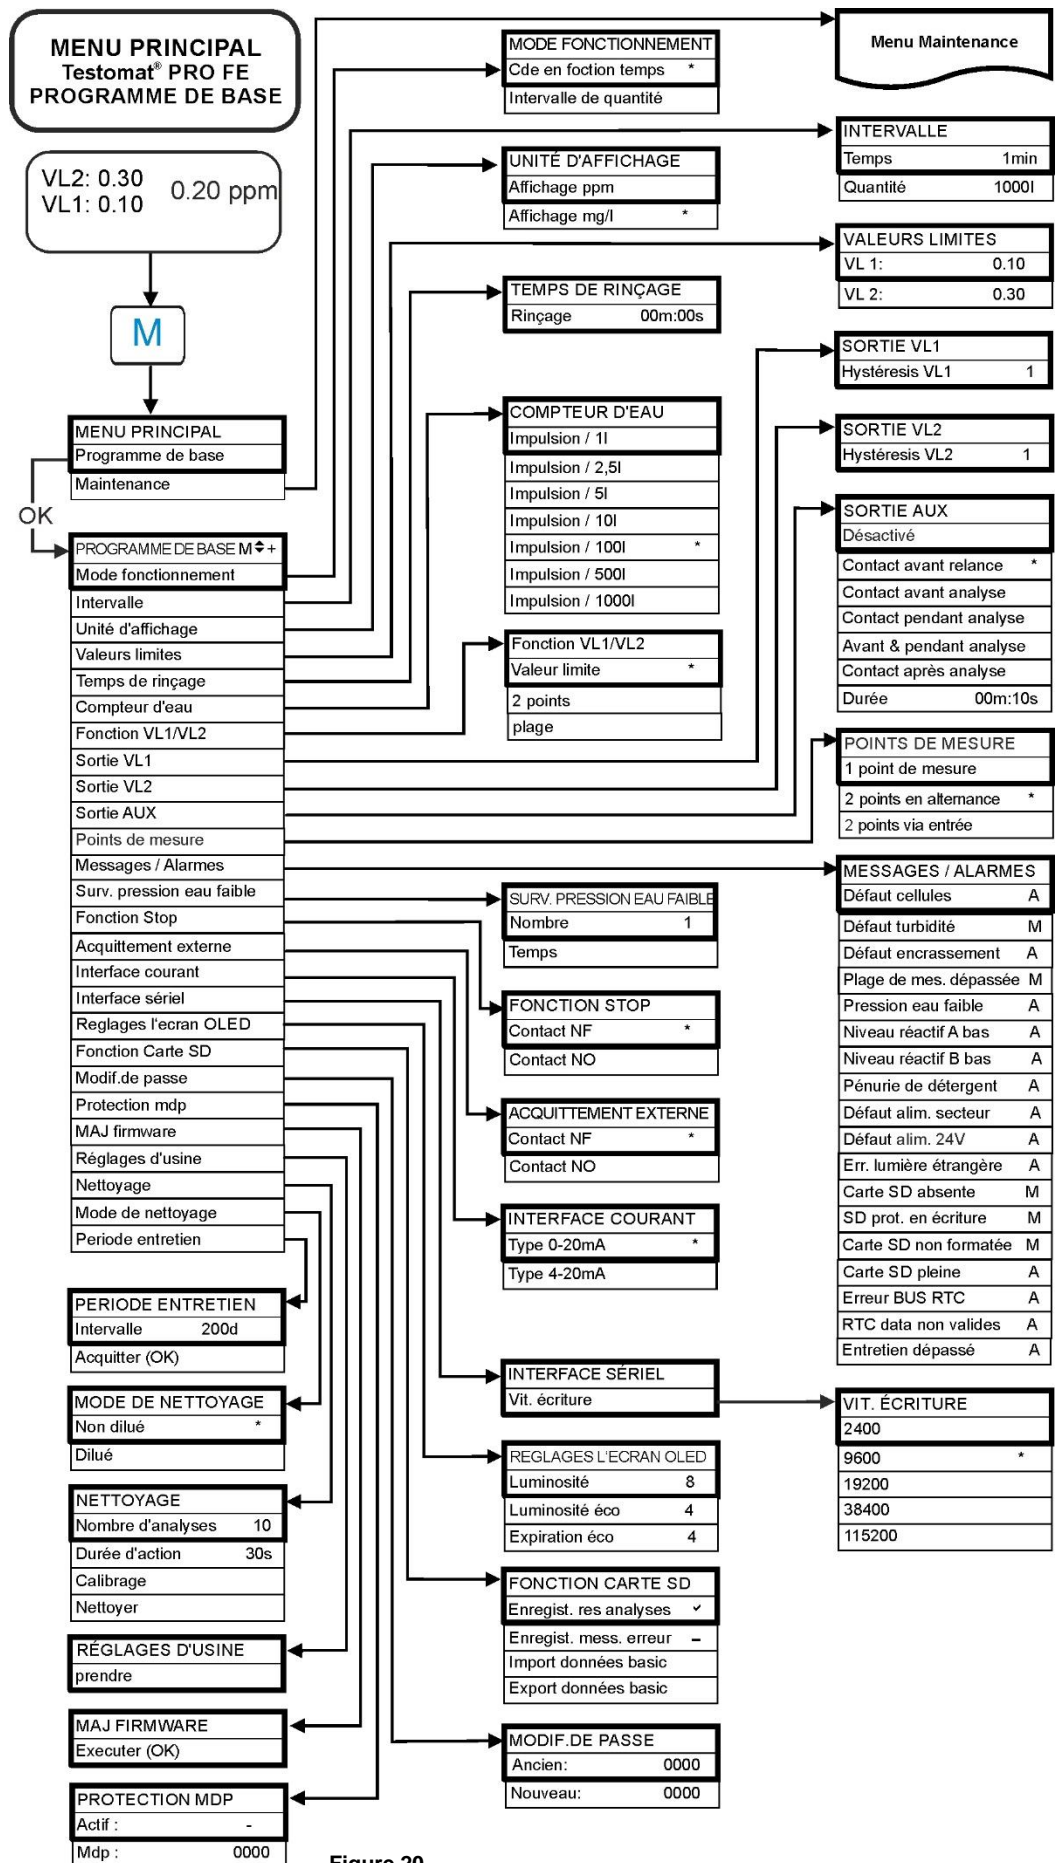 MENU PRINCIPAL
Testomat® PRO FE
PROGRAMME DE BASE
VL2: 0.30
VL1: 0.10
0.20 ppm
M
MENU PRINCIPAL
Programme de base
Maintenance
OK
PROGRAMME DE BASE M +
Mode fonctionnement
Intervalle
Unité d'affichage
Valeurs limites
Temps de rinçage
Compteur d'eau
Fonction VL1/VL2
Sortie VL1
Sortie VL2
Sortie AUX
Points de mesure
Messages / Alarmes
Surv. pression eau faible
Fonction Stop
Acquittement externe
Interface courant
Interface sériel
Reglages l'ecran OLED
Fonction Carte SD
Modif.de passe
Protection mdp
MAJ firmware
Réglages d'usine
Nettoyage
Mode de nettoyage
Periode entretien
PERIODE ENTRETIEN
Intervalle 200d
Acquitter (OK)
MODE DE NETTOYAGE
Non dilué *
Dilué
NETTOYAGE
Nombre d'analyses 10
Durée d'action 30s
Calibrage
Nettoyer
RÉGLAGES D'USINE
prendre
MAJ FIRMWARE
Executer (OK)
PROTECTION MDP
Actif : -
Mdp : 0000
MODE FONCTIONNEMENT
Cde en foction temps *
Intervalle de quantité
UNITÉ D'AFFICHAGE
Affichage ppm
Affichage mg/l *
TEMPS DE RINÇAGE
Rinçage 00m:00s
COMPTEUR D'EAU
Impulsion / 1l
Impulsion / 2,5l
Impulsion / 5l
Impulsion / 10l
Impulsion / 100l *
Impulsion / 500l
Impulsion / 1000l
Fonction VL1/VL2
Valeur limite *
2 points
plage
SURV. PRESSION EAU FAIBLE
Nombre 1
Temps
FONCTION STOP
Contact NF *
Contact NO
ACQUITTEMENT EXTERNE
Contact NF *
Contact NO
INTERFACE COURANT
Type 0-20mA *
Type 4-20mA
INTERFACE SÉRIEL
Vit. écriture
REGLAGES L'ECRAN OLED
Luminosité 8
Luminosité éco 4
Expiration éco 4
FONCTION CARTE SD
Enregist. res analyses ✓
Enregist. mess. erreur –
Import données basic
Export données basic
MODIF.DE PASSE
Ancien: 0000
Nouveau: 0000
Menu Maintenance
INTERVALLE
Temps 1min
Quantité 1000l
VALEURS LIMITES
VL 1: 0.10
VL 2: 0.30
SORTIE VL1
Hystéresis VL1 1
SORTIE VL2
Hystéresis VL2 1
SORTIE AUX
Désactivé
Contact avant relance *
Contact avant analyse
Contact pendant analyse
Avant & pendant analyse
Contact après analyse
Durée 00m:10s
POINTS DE MESURE
1 point de mesure
2 points en alternance *
2 points via entrée
MESSAGES / ALARMES
Défaut cellules A
Défaut turbidité M
Défaut encrassement A
Plage de mes. dépassée M
Pression eau faible A
Niveau réactif A bas A
Niveau réactif B bas A
Pénurie de détergent A
Défaut alim. secteur A
Défaut alim. 24V A
Err. lumière étrangère A
Carte SD absente M
SD prot. en écriture M
Carte SD non formatée M
Carte SD pleine A
Erreur BUS RTC A
RTC data non valides A
Entretien dépassé A
VIT. ÉCRITURE
2400
9600 *
19200
38400
115200
Figure 20